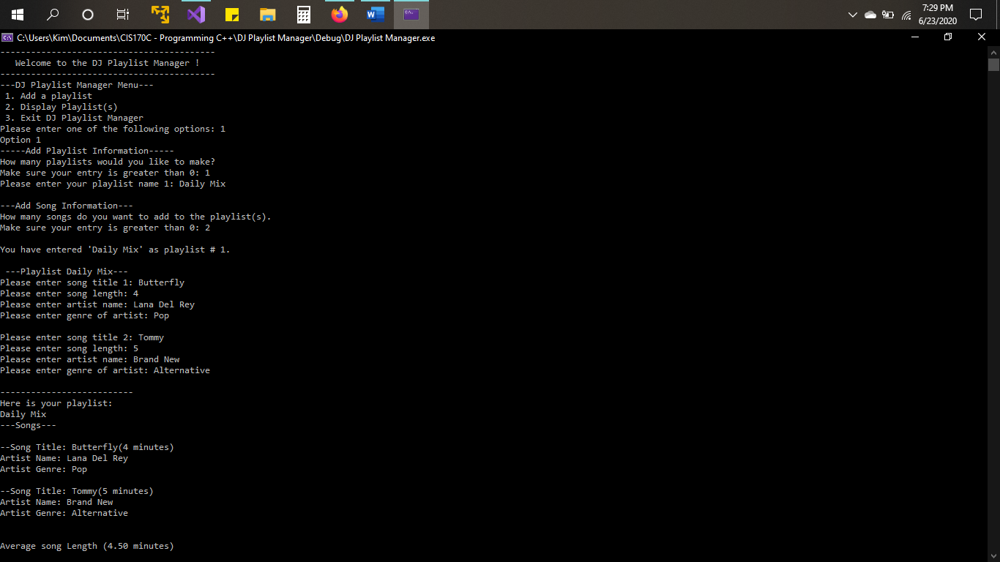 7:29 PM
6/23/2020
C:\Users\Kim\Documents\CIS170C - Programming C++\DJ Playlist Manager\Debug\DJ Playlist Manager.exe
------------------------------------------
   Welcome to the DJ Playlist Manager !
------------------------------------------
---DJ Playlist Manager Menu---
 1. Add a playlist
 2. Display Playlist(s)
 3. Exit DJ Playlist Manager
Please enter one of the following options: 1
Option 1
-----Add Playlist Information-----
How many playlists would you like to make?
Make sure your entry is greater than 0: 1
Please enter your playlist name 1: Daily Mix
---Add Song Information---
How many songs do you want to add to the playlist(s).
Make sure your entry is greater than 0: 2
You have entered 'Daily Mix' as playlist # 1.
 ---Playlist Daily Mix---
Please enter song title 1: Butterfly
Please enter song length: 4
Please enter artist name: Lana Del Rey
Please enter genre of artist: Pop
Please enter song title 2: Tommy
Please enter song length: 5
Please enter artist name: Brand New
Please enter genre of artist: Alternative
--------------------------
Here is your playlist:
Daily Mix
---Songs---
--Song Title: Butterfly(4 minutes)
Artist Name: Lana Del Rey
Artist Genre: Pop
--Song Title: Tommy(5 minutes)
Artist Name: Brand New
Artist Genre: Alternative
Average song Length (4.50 minutes)